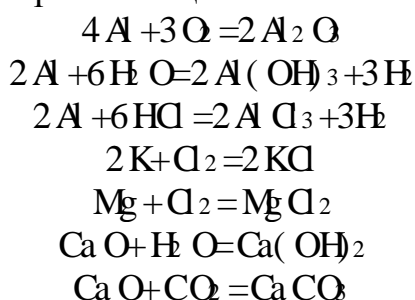 4Al+3O2=2Al2O3
2Al+6H2O=2Al(OH)3+3H2
2Al+6HCl=2AlCl3+3H2
2K+Cl2=2KCl
Mg+Cl2=MgCl2
CaO+H2O=Ca(OH)2
CaO+CO2=CaCO3